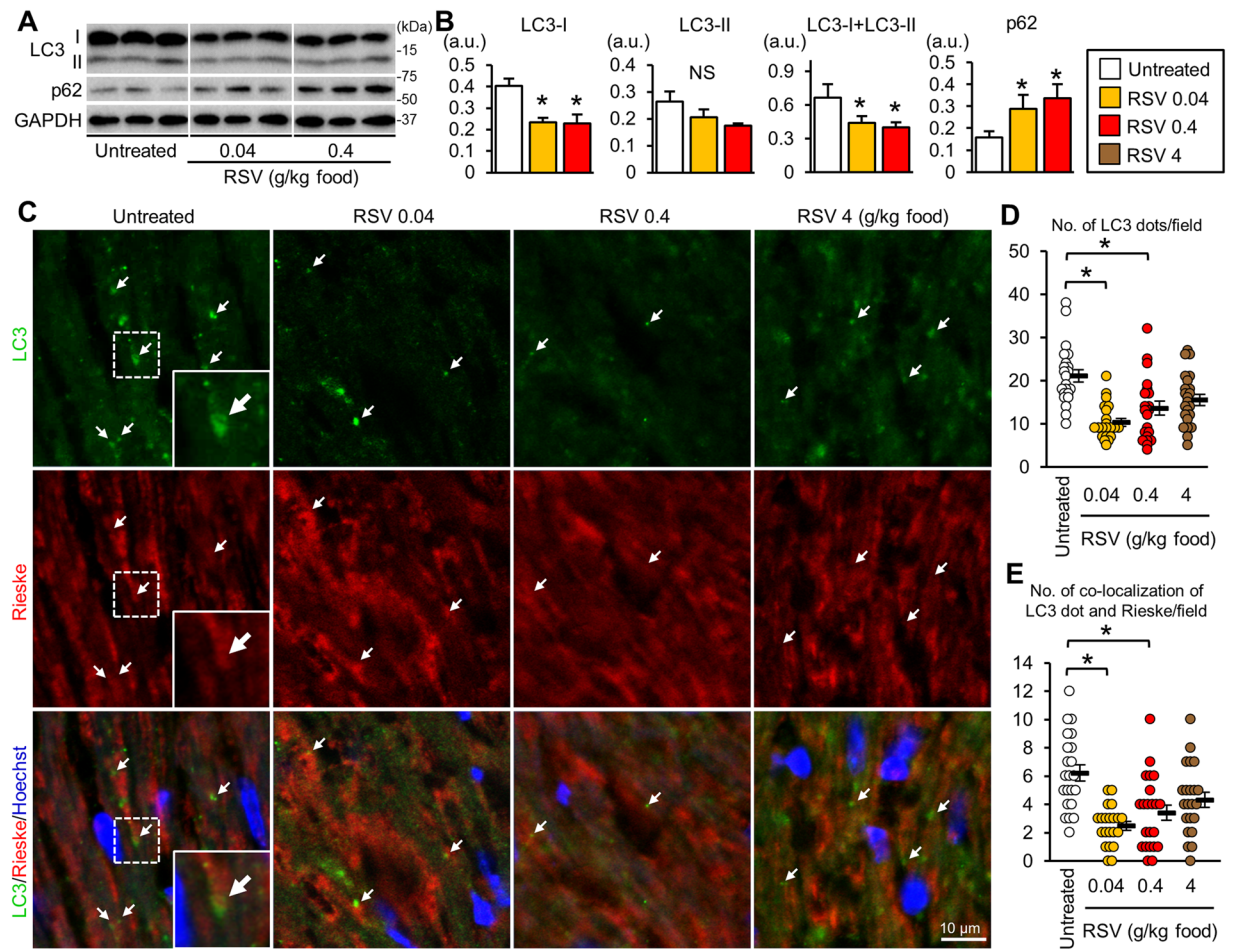 A
LC3
I
II
p62
GAPDH
(kDa)
-15
-75
-50
-37
Untreated
0.04
0.4
RSV (g/kg food)
B
LC3-I
(a.u.)
0.5
0.4
0.3
0.2
0.1
0
*
*
LC3-II
(a.u.)
0.4
0.3
0.2
0.1
0
NS
LC3-I+LC3-II
(a.u.)
0.9
0.6
0.3
0
*
*
p62
(a.u.)
0.5
0.4
0.3
0.2
0.1
0
*
*
Untreated
RSV 0.04
RSV 0.4
RSV 4
C
Untreated
RSV 0.04
RSV 0.4
RSV 4 (g/kg food)
LC3
Rieske
LC3/Rieske/Hoechst
10 µm
D
No. of LC3 dots/field
50
40
30
20
10
0
*
*
Untreated
0.04
0.4
4
RSV (g/kg food)
E
No. of co-localization of
LC3 dot and Rieske/field
14
12
10
8
6
4
2
0
*
*
Untreated
0.04
0.4
4
RSV (g/kg food)